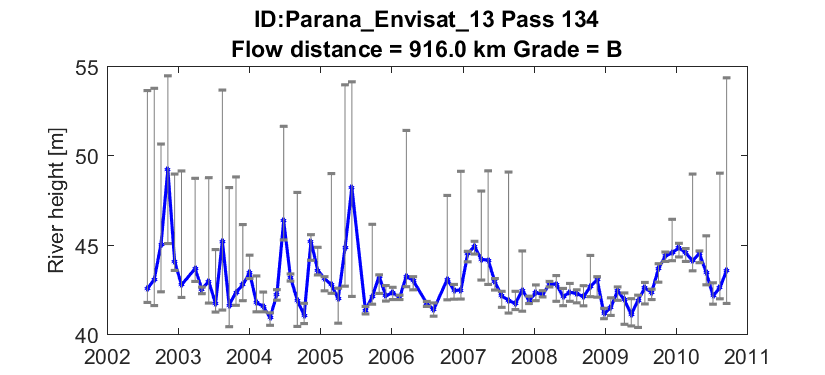 ID:Parana_Envisat_13 Pass 134
Flow distance = 916.0 km Grade = B
River height [m]
55
50
45
40
2002 2003 2004 2005 2006 2007 2008 2009 2010 2011